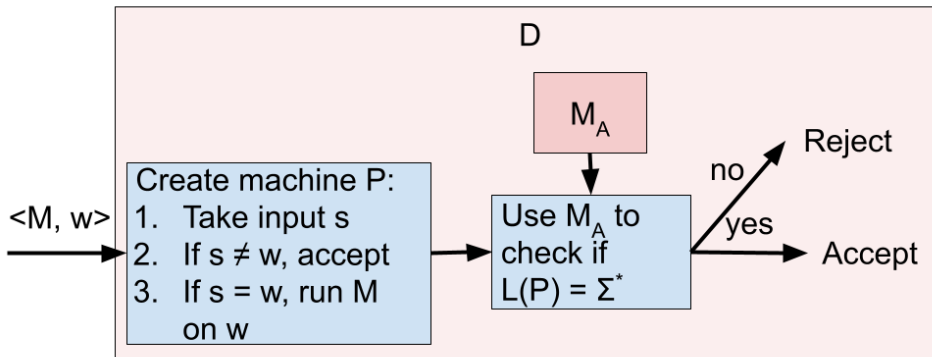 D
M_A
<M, w>
Create machine P:
1. Take input s
2. If s ≠ w, accept
3. If s = w, run M
on w
Use M_A to
check if
L(P) = Σ*
no
yes
Reject
Accept